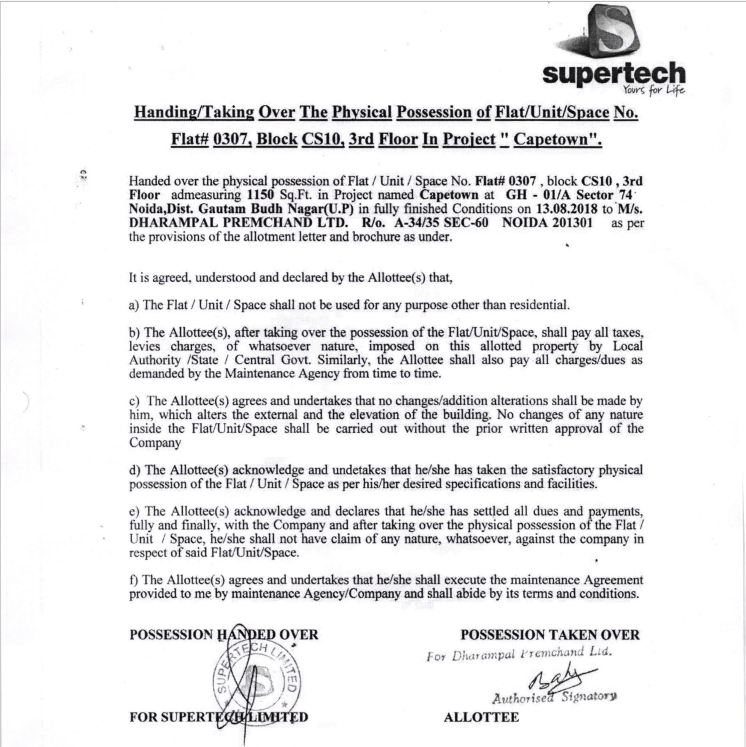 S
supertech
Yours for Life
Handing/Taking Over The Physical Possession of Flat/Unit/Space No.
Flat# 0307, Block CS10, 3rd Floor In Project " Capetown".
Handed over the physical possession of Flat / Unit / Space No. Flat# 0307 , block CS10 , 3rd
Floor admeasuring 1150 Sq.Ft. in Project named Capetown at GH - 01/A Sector 74
Noida,Dist. Gautam Budh Nagar(U.P) in fully finished Conditions on 13.08.2018 to M/s.
DHARAMPAL PREMCHAND LTD. R/o. A-34/35 SEC-60 NOIDA 201301 as per
the provisions of the allotment letter and brochure as under.
It is agreed, understood and declared by the Allottee(s) that,
a) The Flat / Unit / Space shall not be used for any purpose other than residential.
b) The Allottee(s), after taking over the possession of the Flat/Unit/Space, shall pay all taxes,
levies charges, of whatsoever nature, imposed on this allotted property by Local
Authority /State / Central Govt. Similarly, the Allottee shall also pay all charges/dues as
demanded by the Maintenance Agency from time to time.
c) The Allottee(s) agrees and undertakes that no changes/addition alterations shall be made by
him, which alters the external and the elevation of the building. No changes of any nature
inside the Flat/Unit/Space shall be carried out without the prior written approval of the
Company
d) The Allottee(s) acknowledge and undetakes that he/she has taken the satisfactory physical
possession of the Flat / Unit / Space as per his/her desired specifications and facilities.
e) The Allottee(s) acknowledge and declares that he/she has settled all dues and payments,
fully and finally, with the Company and after taking over the physical possession of the Flat /
Unit / Space, he/she shall not have claim of any nature, whatsoever, against the company in
respect of said Flat/Unit/Space.
f) The Allottee(s) agrees and undertakes that he/she shall execute the maintenance Agreement
provided to me by maintenance Agency/Company and shall abide by its terms and conditions.
POSSESSION HANDED OVER
POSSESSION TAKEN OVER
For Dharampal Premchand Ltd.
SUPERTECH LIMITED
Authorised Signatory
FOR SUPERTECH LIMITED
ALLOTTEE